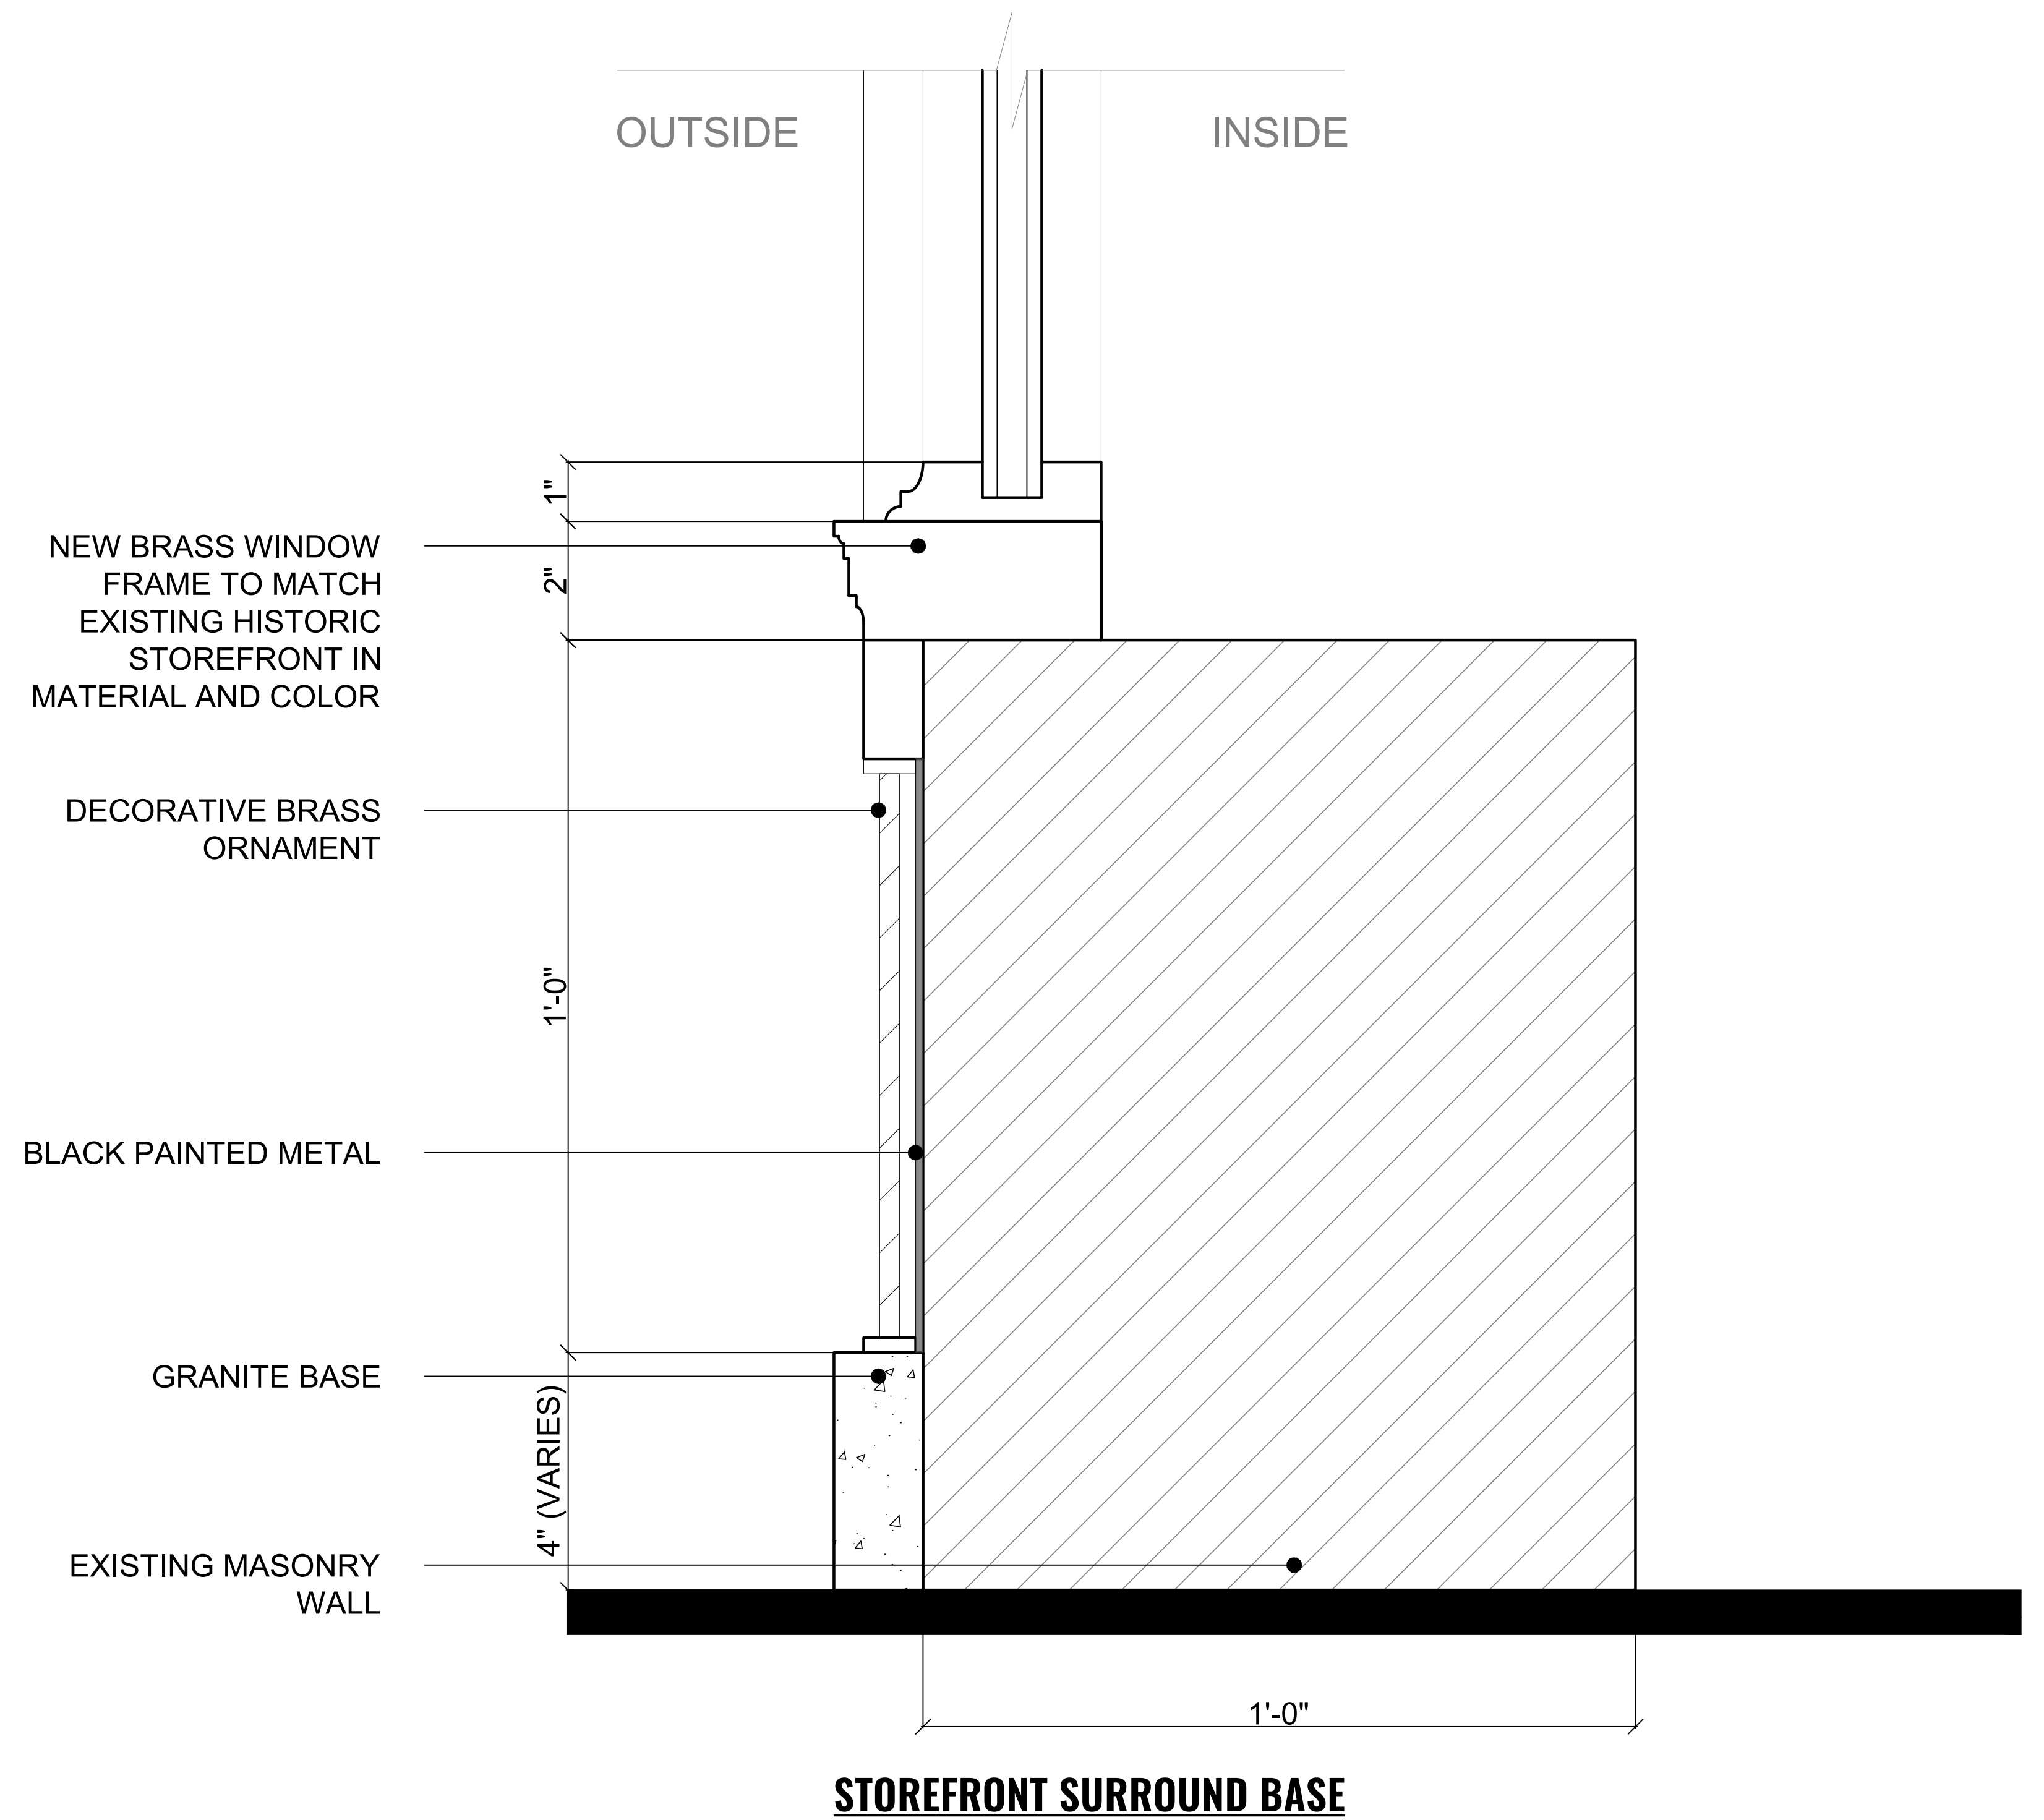 OUTSIDE
INSIDE
1"
NEW BRASS WINDOW
FRAME TO MATCH
EXISTING HISTORIC
STOREFRONT IN
MATERIAL AND COLOR
2"
DECORATIVE BRASS
ORNAMENT
1'-0"
BLACK PAINTED METAL
GRANITE BASE
4" (VARIES)
EXISTING MASONRY
WALL
1'-0"
STOREFRONT SURROUND BASE